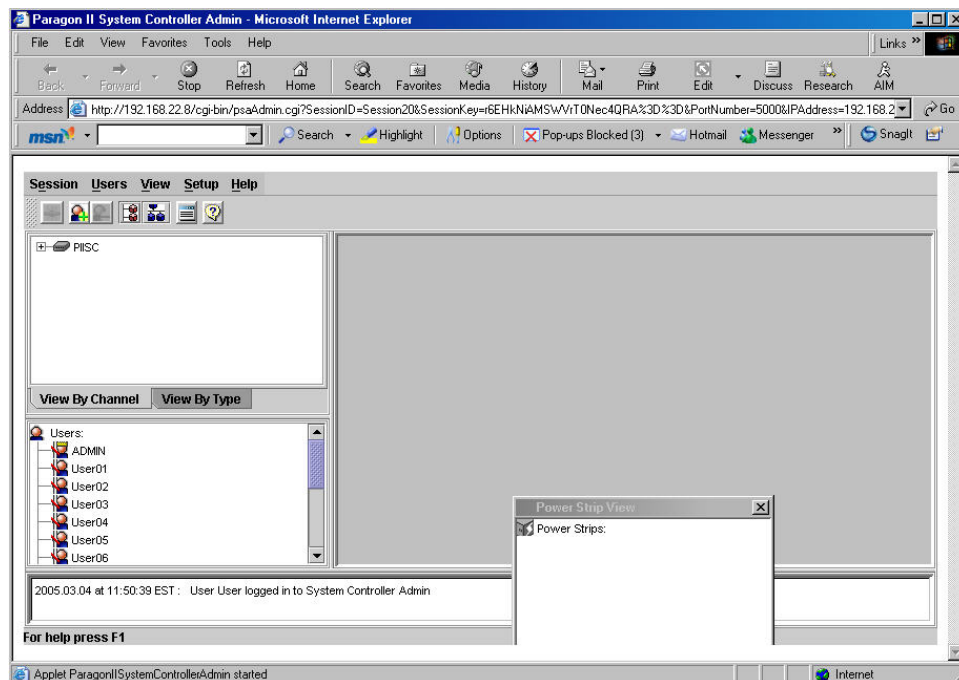 Paragon II System Controller Admin - Microsoft Internet Explorer
File Edit View Favorites Tools Help Links »
Back Forward Stop Refresh Home Search Favorites Media History Mail Print Edit Discuss Research AIM
Address http://192.168.22.8/cgi-bin/psaAdmin.cgi?SessionID=Session20&SessionKey=r6EHkNiAMSWVrT0Nec4QRA%3D%3D&PortNumber=5000&IPAddress=192.168.2 Go
msn Search Highlight Options Pop-ups Blocked (3) Hotmail Messenger » SnagIt
Session Users View Setup Help
PIISC
View By Channel View By Type
Users:
ADMIN
User01
User02
User03
User04
User05
User06
Power Strip View
Power Strips:
2005.03.04 at 11:50:39 EST : User User logged in to System Controller Admin
For help press F1
Applet ParagonIISystemControllerAdmin started Internet